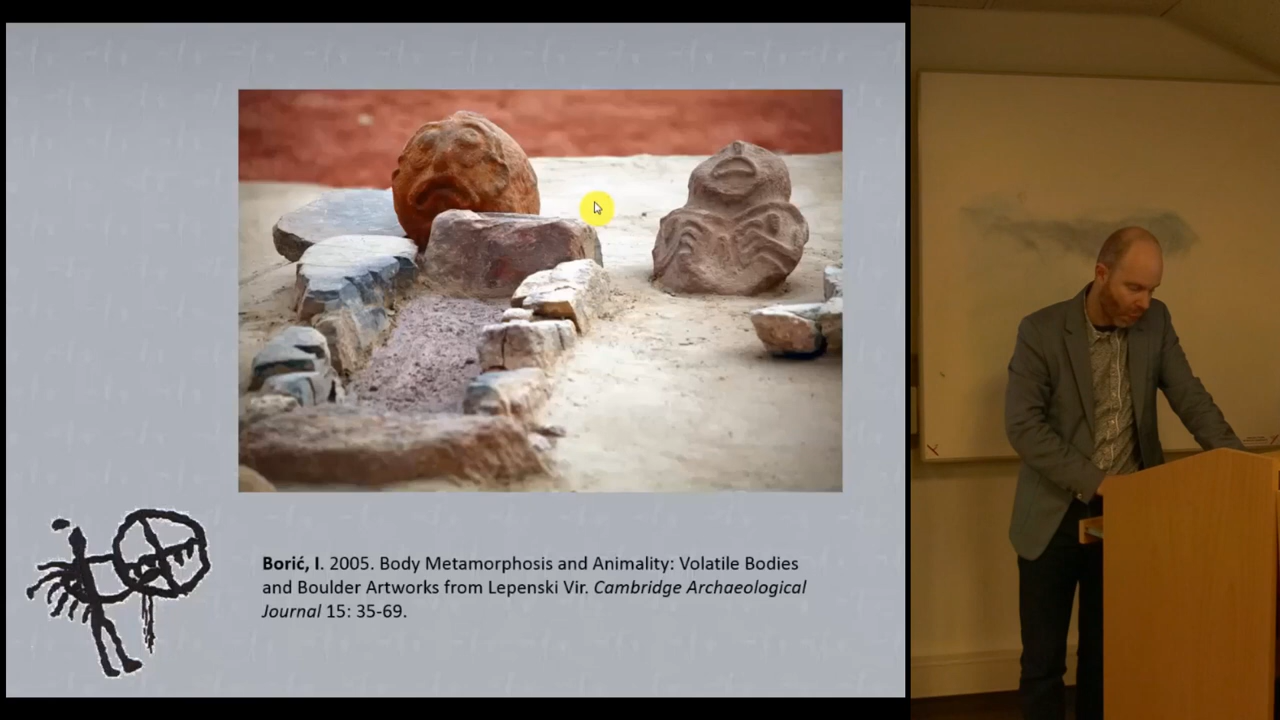 Borić, I. 2005. Body Metamorphosis and Animality: Volatile Bodies
and Boulder Artworks from Lepenski Vir. Cambridge Archaeological
Journal 15: 35-69.